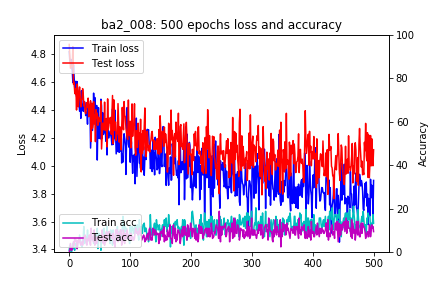 ba2_008: 500 epochs loss and accuracy
Train loss
Test loss
Train acc
Test acc
Loss
4.8
4.6
4.4
4.2
4.0
3.8
3.6
3.4
Accuracy
100
80
60
40
20
0
0 100 200 300 400 500